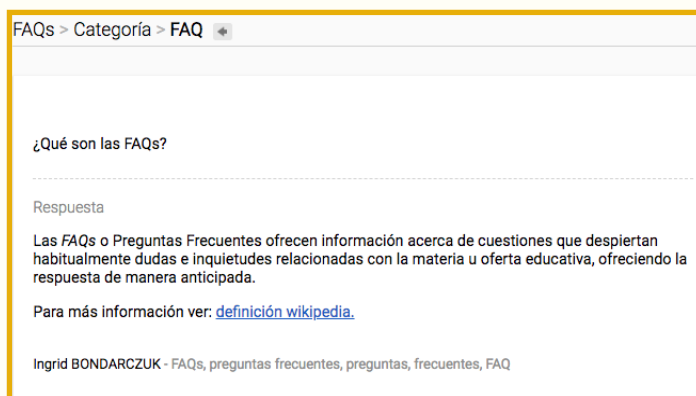 FAQs > Categoría > FAQ
¿Qué son las FAQs?
Respuesta
Las FAQs o Preguntas Frecuentes ofrecen información acerca de cuestiones que despiertan
habitualmente dudas e inquietudes relacionadas con la materia u oferta educativa, ofreciendo la
respuesta de manera anticipada.
Para más información ver: definición wikipedia.
Ingrid BONDARCZUK - FAQs, preguntas frecuentes, preguntas, frecuentes, FAQ